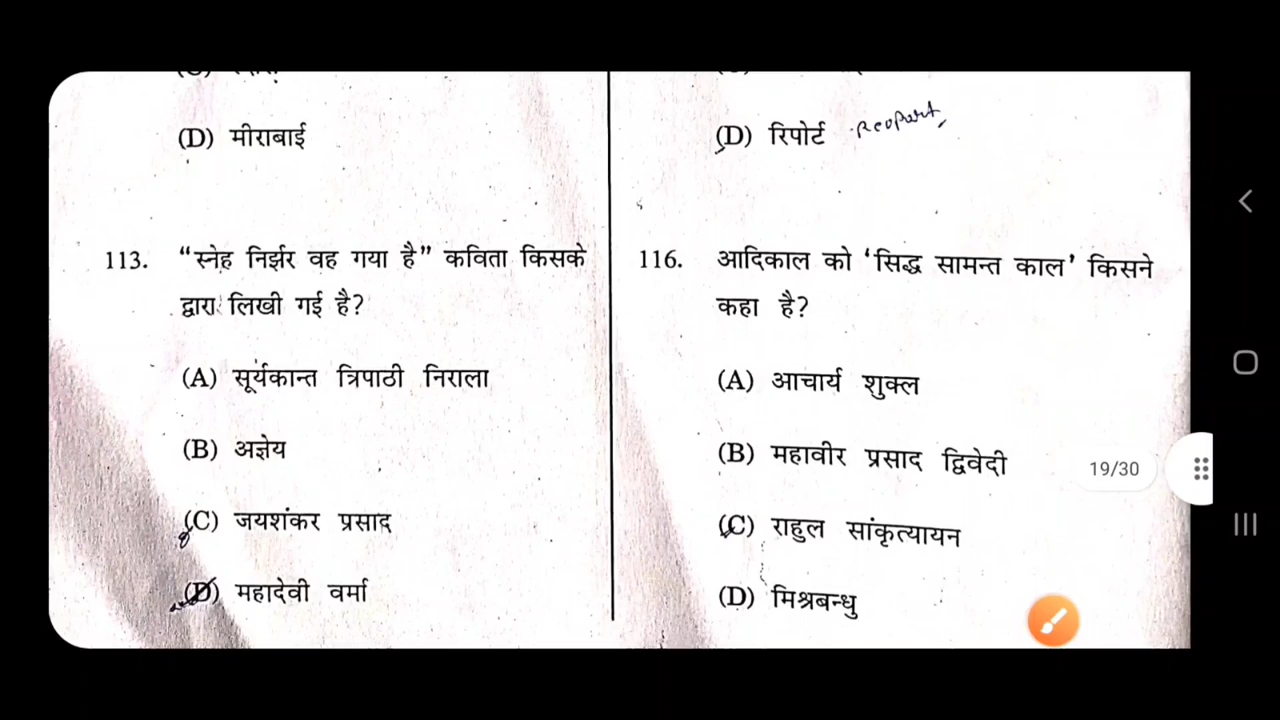 (D) मीराबाई
113. “स्नेह निर्झर वह गया है” कविता किसके
द्वारा लिखी गई है?
(A) सूर्यकान्त त्रिपाठी निराला
(B) अज्ञेय
(C) जयशंकर प्रसाद
(D) महादेवी वर्मा
(D) रिपोर्ट
116. आदिकाल को ‘सिद्ध सामन्त काल’ किसने
कहा है?
(A) आचार्य शुक्ल
(B) महावीर प्रसाद द्विवेदी
(C) राहुल सांकृत्यायन
(D) मिश्रबन्धु
19/30